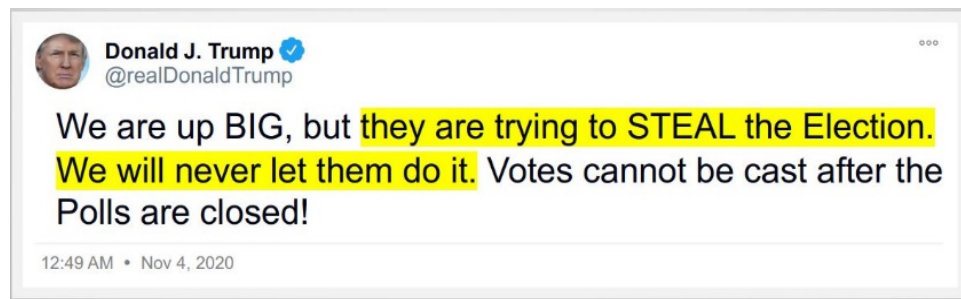 Donald J. Trump
@realDonaldTrump
We are up BIG, but they are trying to STEAL the Election.
We will never let them do it. Votes cannot be cast after the
Polls are closed!
12:49 AM • Nov 4, 2020